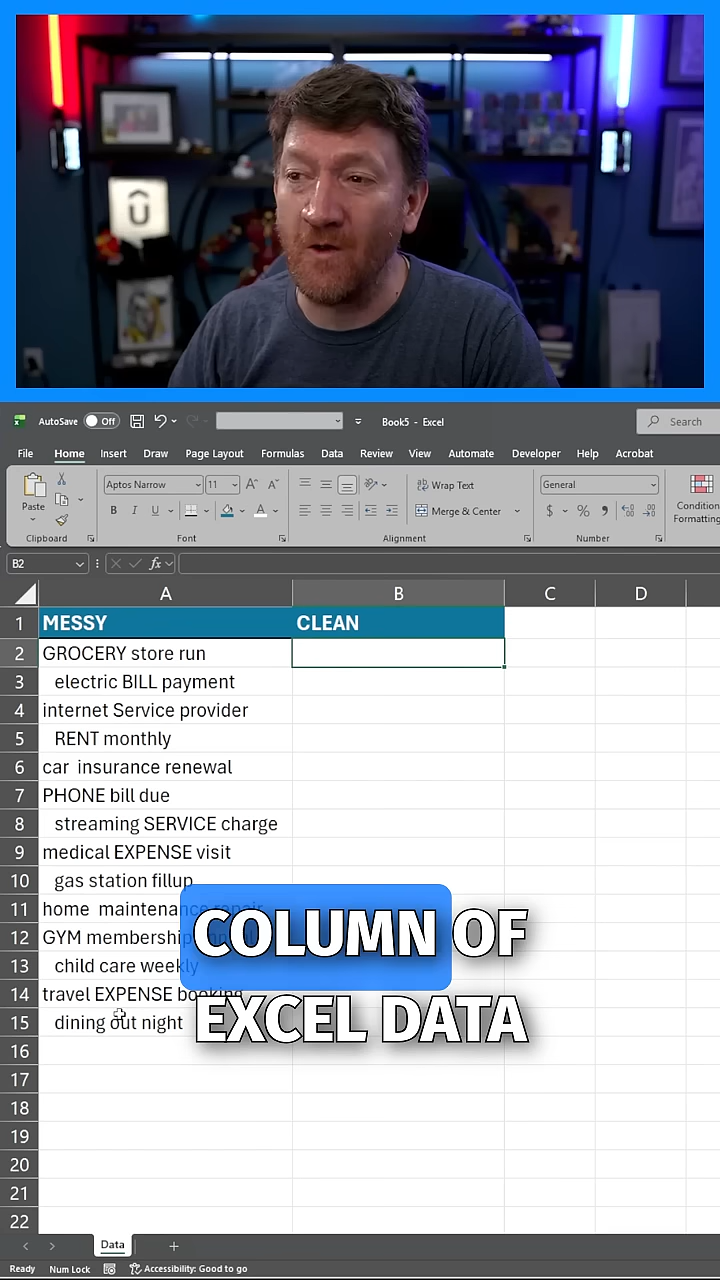 Û
AutoSave Off Book5 - Excel Search
File Home Insert Draw Page Layout Formulas Data Review View Automate Developer Help Acrobat
Paste Aptos Narrow 11 A A Wrap Text General Condition
B I U A Merge & Center $ % 9 Formatting
Clipboard Font Alignment Number
B2 fx
A B C D
1 MESSY CLEAN
2 GROCERY store run
3 electric BILL payment
4 internet Service provider
5 RENT monthly
6 car  insurance renewal
7 PHONE bill due
8 streaming SERVICE charge
9 medical EXPENSE visit
10 gas station fillup
11 home  maintenance repair
12 GYM membership
13 child care weekly
14 travel EXPENSE booking
15 dining out night
COLUMN OF
EXCEL DATA
16
17
18
19
20
21
22
Data
Ready Num Lock Accessibility: Good to go